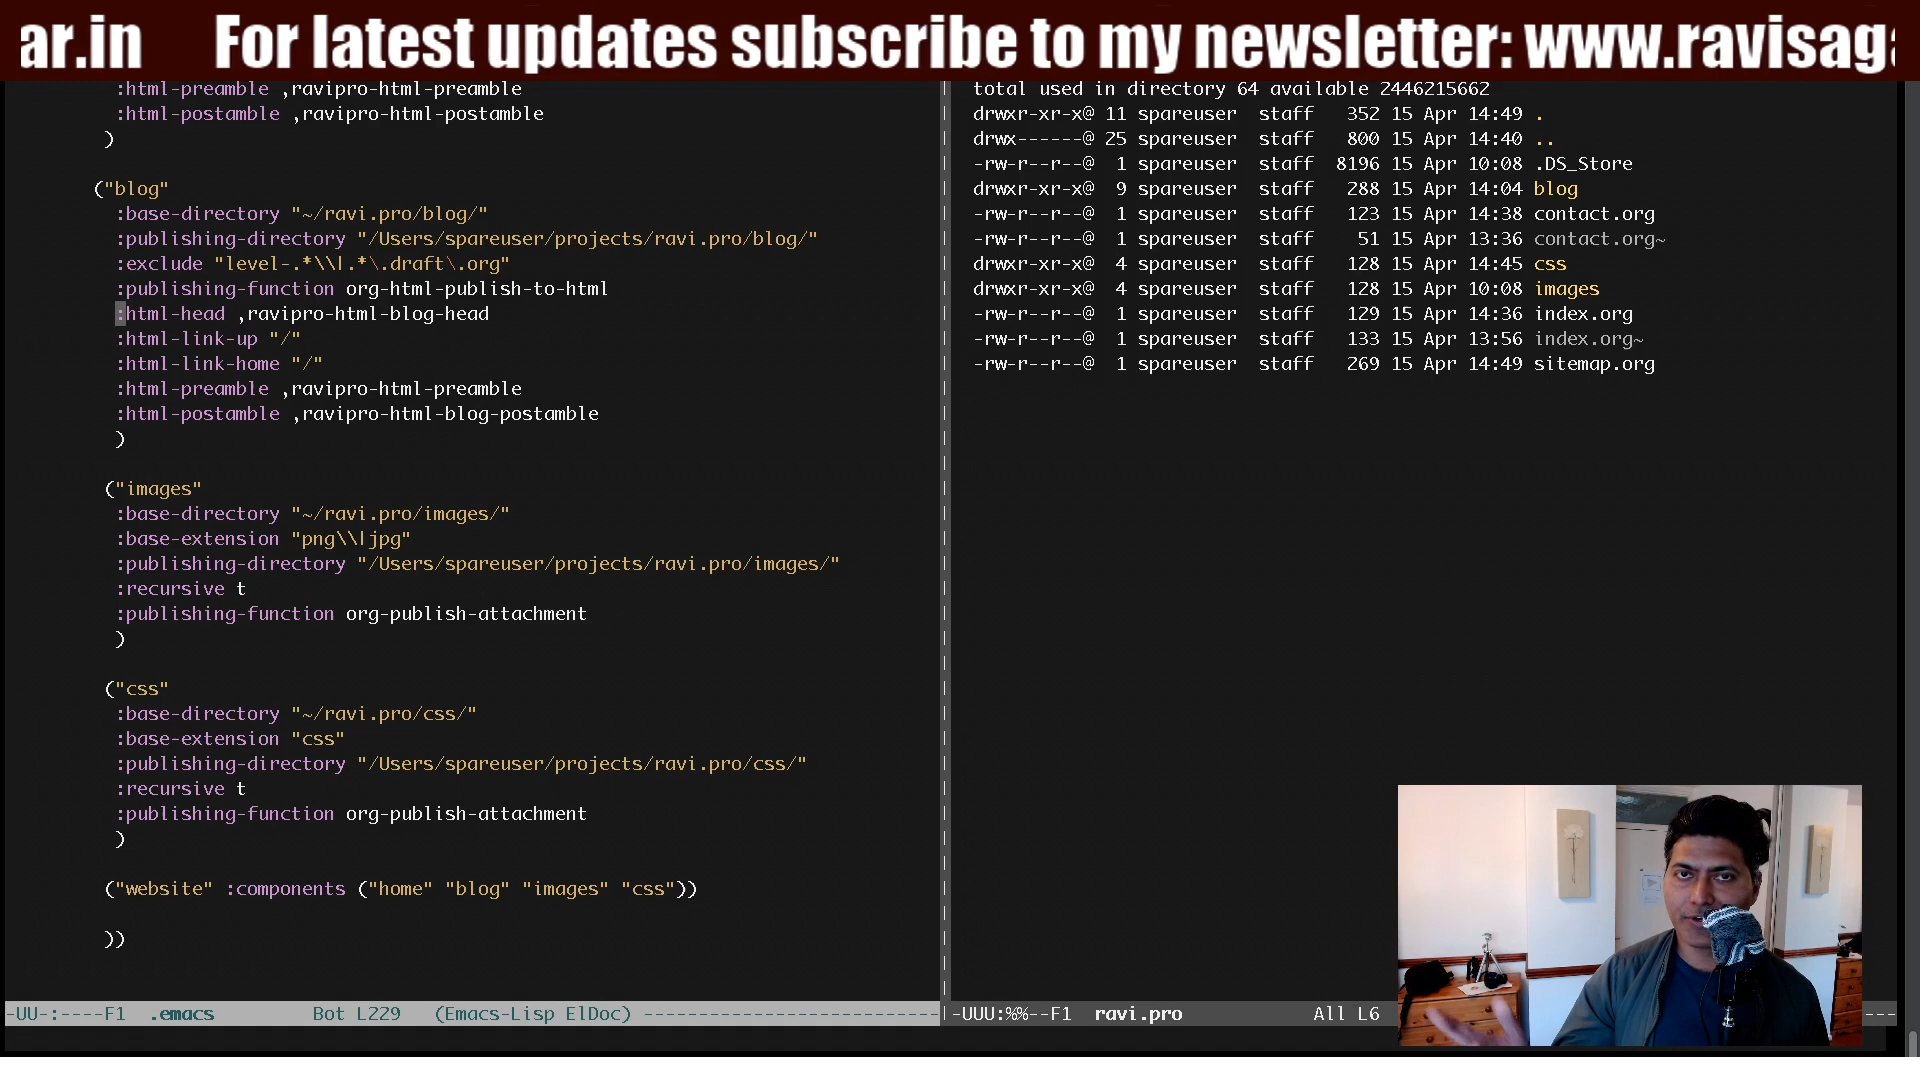 ar.in For latest updates subscribe to my newsletter: www.ravisaga
:html-preamble ,ravipro-html-preamble
:html-postamble ,ravipro-html-postamble
)
("blog"
:base-directory "~/ravi.pro/blog/"
:publishing-directory "/Users/spareuser/projects/ravi.pro/blog/"
:exclude "level-.*\\|.*\.draft\.org"
:publishing-function org-html-publish-to-html
:html-head ,ravipro-html-blog-head
:html-link-up "/"
:html-link-home "/"
:html-preamble ,ravipro-html-preamble
:html-postamble ,ravipro-html-blog-postamble
)
("images"
:base-directory "~/ravi.pro/images/"
:base-extension "png\\|jpg"
:publishing-directory "/Users/spareuser/projects/ravi.pro/images/"
:recursive t
:publishing-function org-publish-attachment
)
("css"
:base-directory "~/ravi.pro/css/"
:base-extension "css"
:publishing-directory "/Users/spareuser/projects/ravi.pro/css/"
:recursive t
:publishing-function org-publish-attachment
)
("website" :components ("home" "blog" "images" "css"))
))
-UU-:----F1 .emacs Bot L229 (Emacs-Lisp ElDoc) ---------------------------
total used in directory 64 available 2446215662
drwxr-xr-x@ 11 spareuser staff 352 15 Apr 14:49 .
drwx------@ 25 spareuser staff 800 15 Apr 14:40 ..
-rw-r--r--@ 1 spareuser staff 8196 15 Apr 10:08 .DS_Store
drwxr-xr-x@ 9 spareuser staff 288 15 Apr 14:04 blog
-rw-r--r--@ 1 spareuser staff 123 15 Apr 14:38 contact.org
-rw-r--r--@ 1 spareuser staff 51 15 Apr 13:36 contact.org~
drwxr-xr-x@ 4 spareuser staff 128 15 Apr 14:45 css
drwxr-xr-x@ 4 spareuser staff 128 15 Apr 10:08 images
-rw-r--r--@ 1 spareuser staff 129 15 Apr 14:36 index.org
-rw-r--r--@ 1 spareuser staff 133 15 Apr 13:56 index.org~
-rw-r--r--@ 1 spareuser staff 269 15 Apr 14:49 sitemap.org
-UUU:%%--F1 ravi.pro All L6 ---